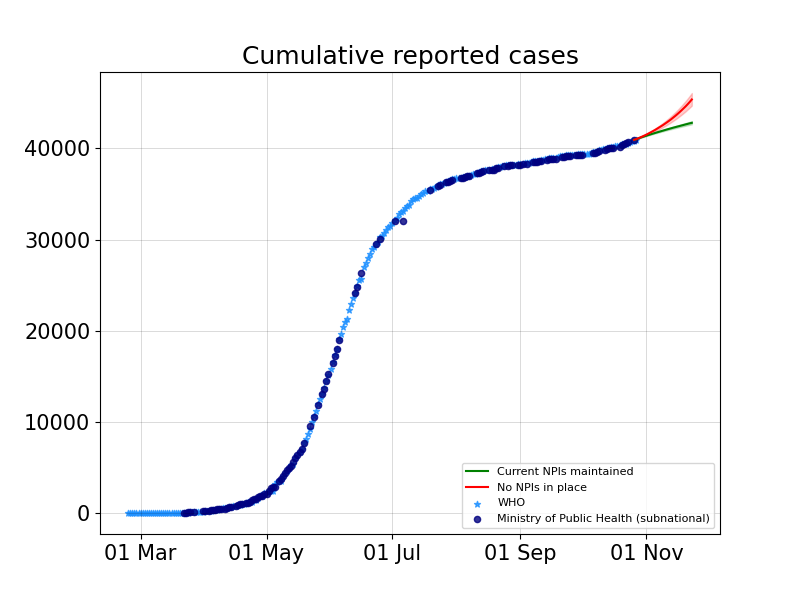 Cumulative reported cases
40000
30000
20000
10000
0
01 Mar
01 May
01 Jul
01 Sep
01 Nov
Current NPIs maintained
No NPIs in place
WHO
Ministry of Public Health (subnational)